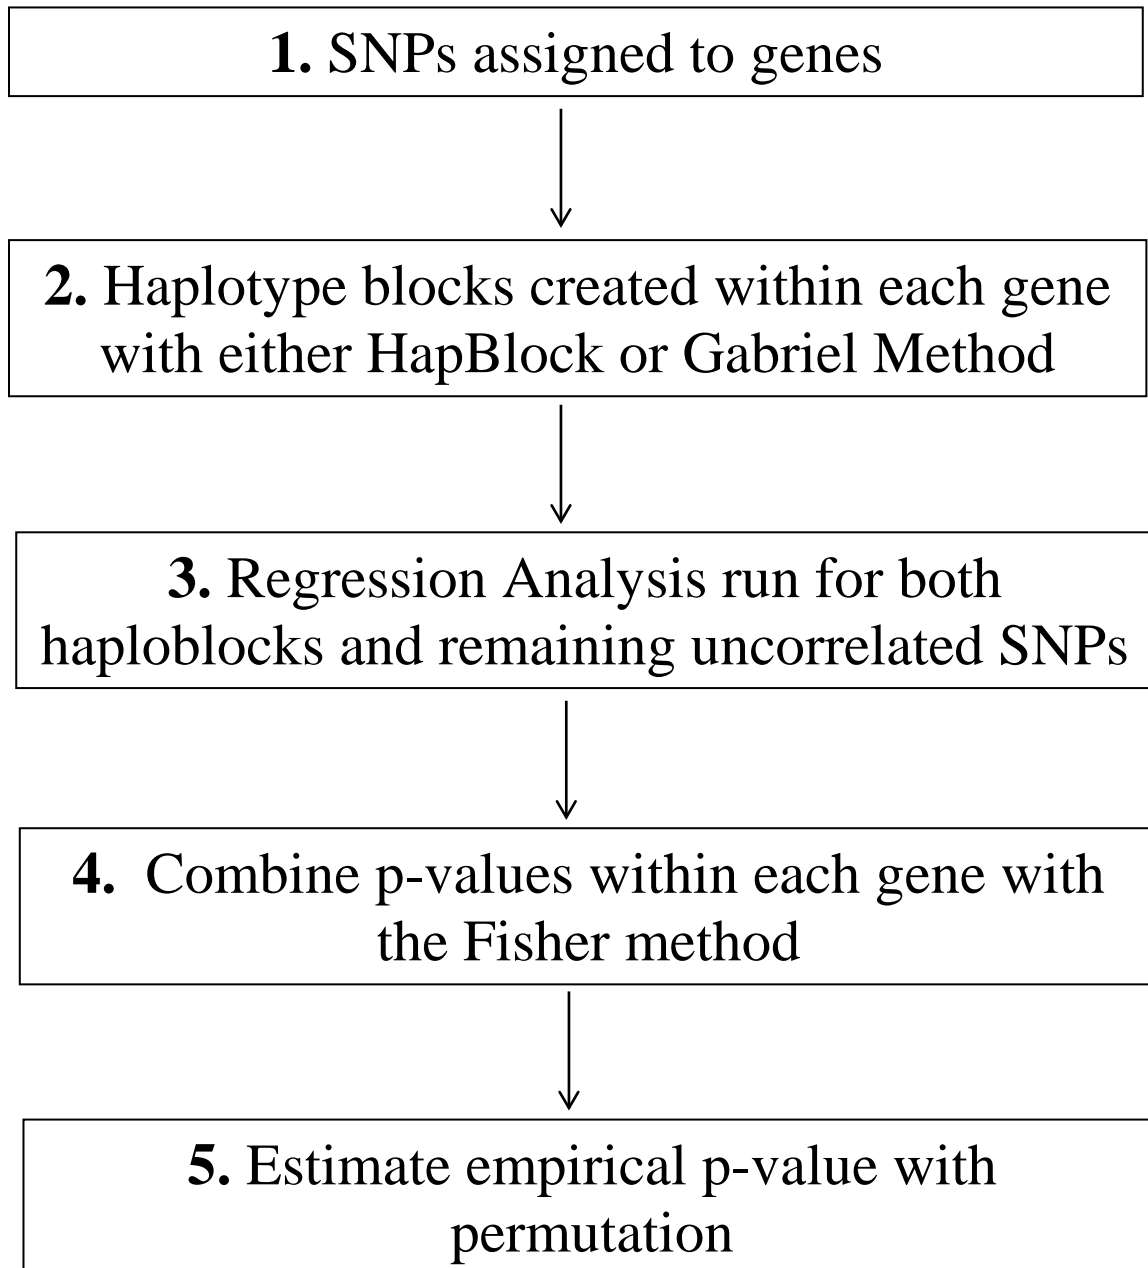 1. SNPs assigned to genes
2. Haplotype blocks created within each gene
with either HapBlock or Gabriel Method
3. Regression Analysis run for both
haploblocks and remaining uncorrelated SNPs
4. Combine p-values within each gene with
the Fisher method
5. Estimate empirical p-value with
permutation